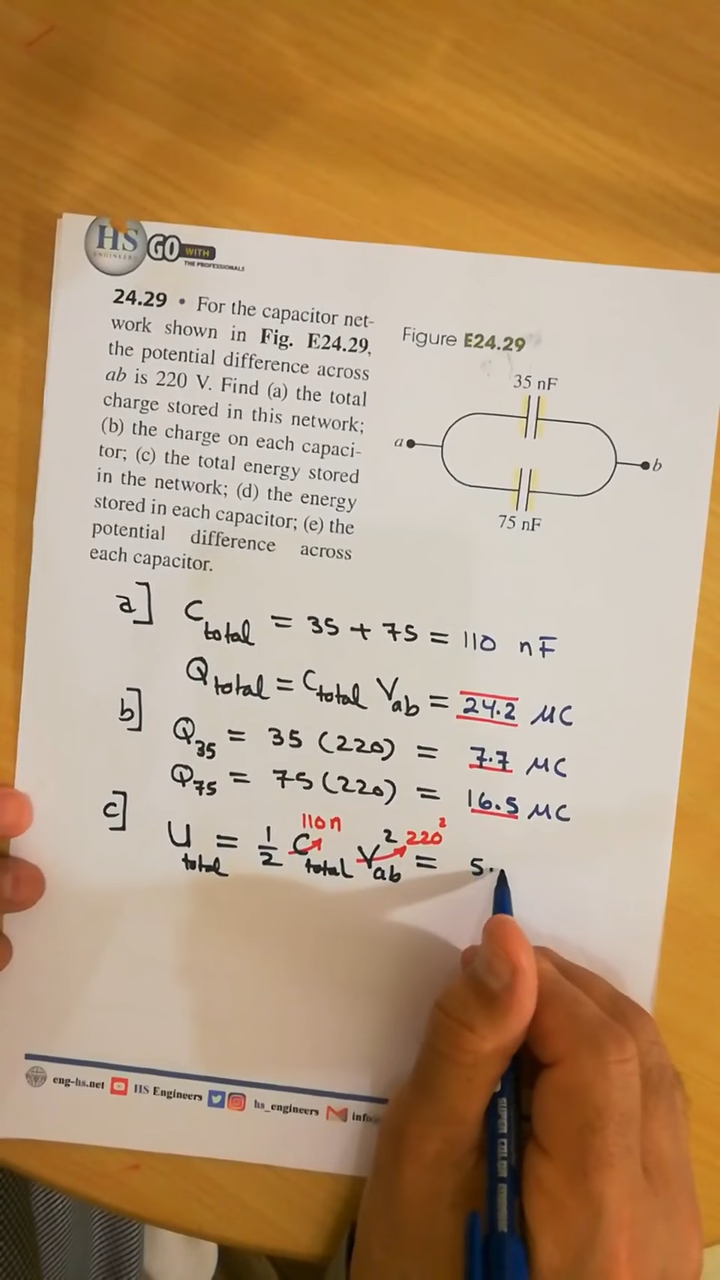 HS
ENGINEERS
GO WITH
THE PROFESSIONALS
24.29 • For the capacitor net-
work shown in Fig. E24.29,
the potential difference across
ab is 220 V. Find (a) the total
charge stored in this network;
(b) the charge on each capaci-
tor; (c) the total energy stored
in the network; (d) the energy
stored in each capacitor; (e) the
potential difference across
each capacitor.
Figure E24.29
35 nF
a
b
75 nF
a] C total = 35 + 75 = 110 nF
Q total = C total V ab = 24.2 μC
b] Q 35 = 35 (220) = 7.7 μC
Q 75 = 75 (220) = 16.5 μC
110n 220²
c] U total = 1/2 C total V² ab = 5.
eng-hs.net HS Engineers hs_engineers
SUPER